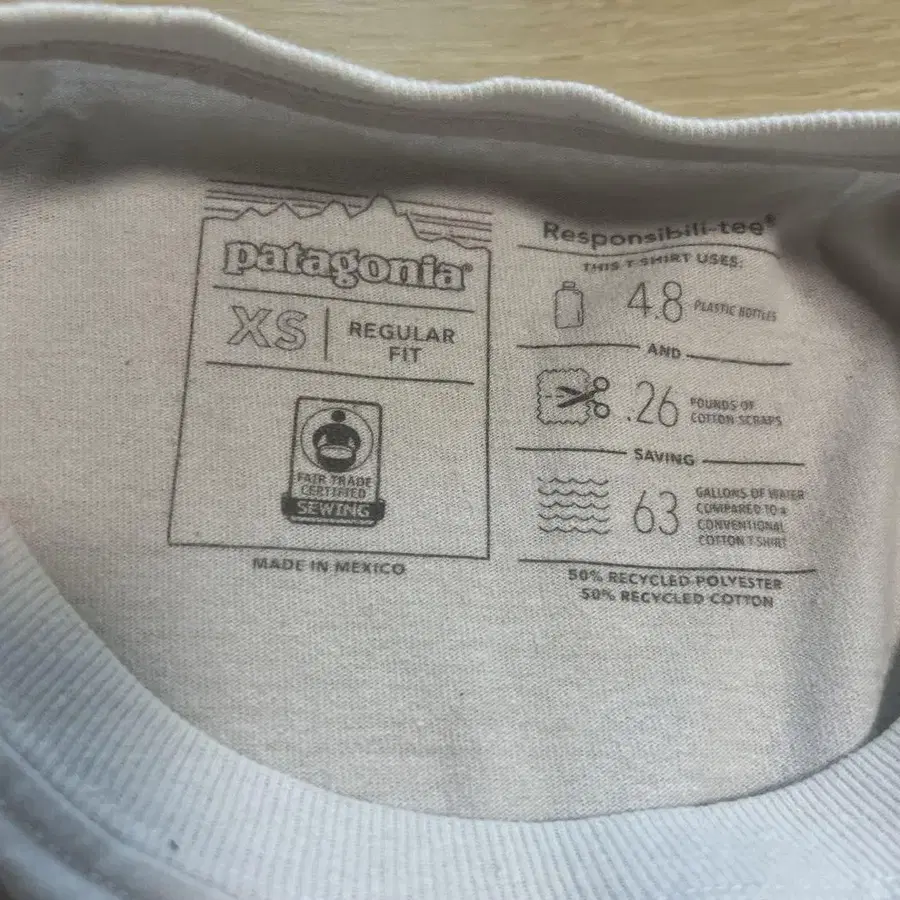 patagonia®
XS
REGULAR
FIT
FAIR TRADE
CERTIFIED
SEWING
MADE IN MEXICO
Responsibili-tee®
THIS T-SHIRT USES:
4.8 PLASTIC BOTTLES
AND
.26 POUNDS OF
COTTON SCRAPS
SAVING
63 GALLONS OF WATER
COMPARED TO A
CONVENTIONAL
COTTON T-SHIRT
50% RECYCLED POLYESTER
50% RECYCLED COTTON